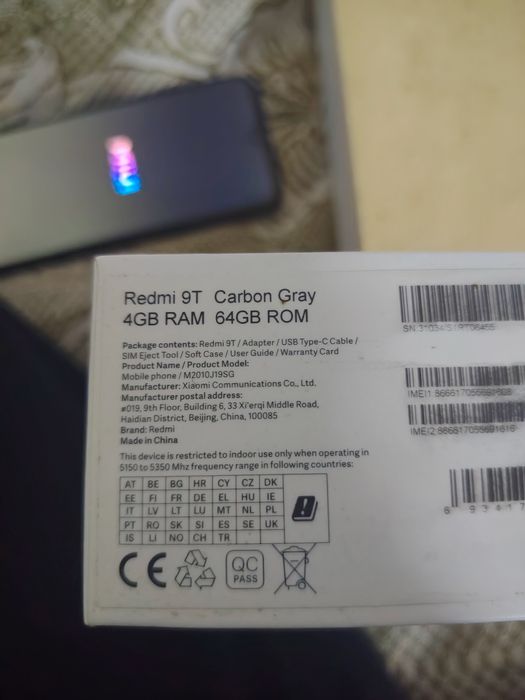 Redmi 9T Carbon Gray
4GB RAM 64GB ROM
Package contents: Redmi 9T / Adapter / USB Type-C Cable /
SIM Eject Tool / Soft Case / User Guide / Warranty Card
Product Name / Product Model:
Mobile phone / M2010J19SG
Manufacturer: Xiaomi Communications Co., Ltd.
Manufacturer postal address:
#019, 9th Floor, Building 6, 33 Xi'erqi Middle Road,
Haidian District, Beijing, China, 100085
Brand: Redmi
Made in China
This device is restricted to indoor use only when operating in
5150 to 5350 Mhz frequency range in following countries:
AT BE BG HR CY CZ DK
EE FI FR DE EL HU IE
IT LV LT LU MT NL PL
PT RO SK SI ES SE UK
IS LI NO CH TR
CE
QC
PASS
SN:
IMEI1:
IMEI2:
6 9341